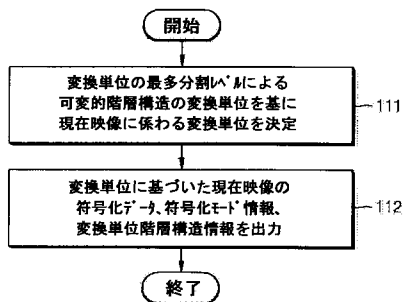 開始
変換単位の最多分割ﾚﾍﾞﾙによる
可変的階層構造の変換単位を基に
現在映像に係わる変換単位を決定
111
変換単位に基づいた現在映像の
符号化ﾃﾞｰﾀ、符号化ﾓｰﾄﾞ情報、
変換単位階層構造情報を出力
112
終了